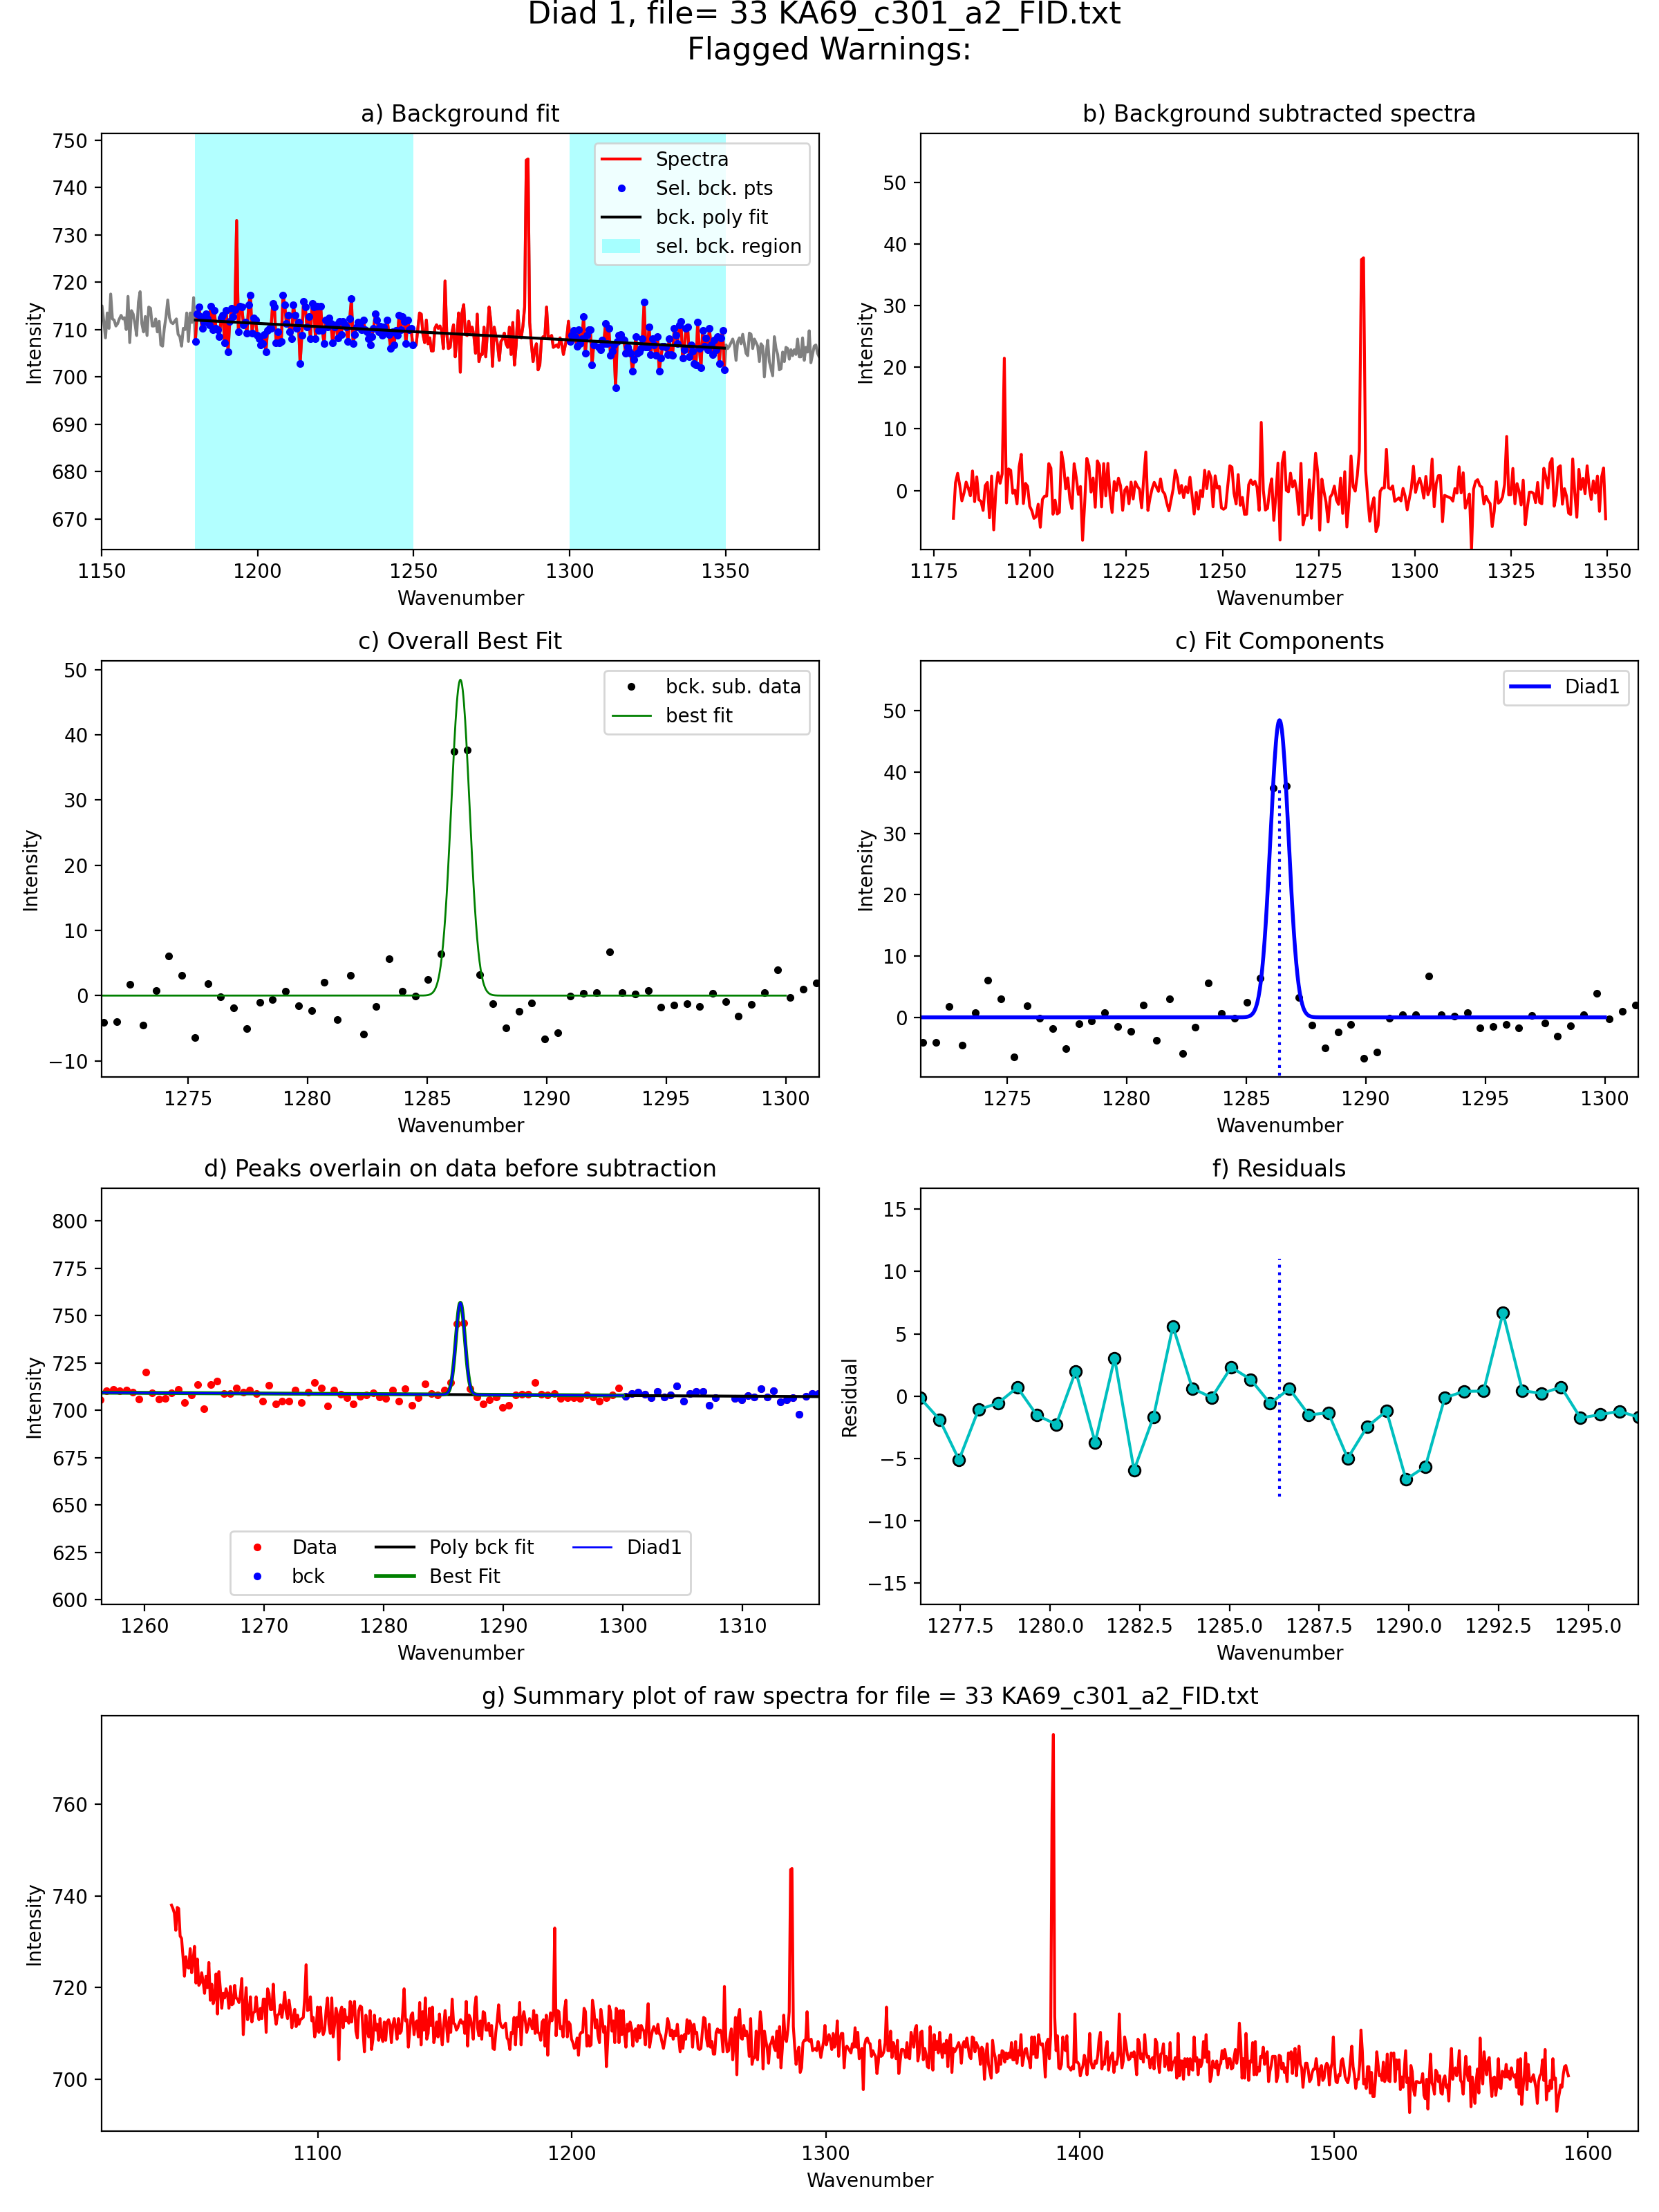 Diad 1, file= 33 KA69_c301_a2_FID.txt
Flagged Warnings:
a) Background fit
750
740
730
720
710
700
690
680
670
Intensity
Spectra
Sel. bck. pts
bck. poly fit
sel. bck. region
1150 1200 1250 1300 1350
Wavenumber
b) Background subtracted spectra
50
40
30
20
10
0
Intensity
1175 1200 1225 1250 1275 1300 1325 1350
Wavenumber
c) Overall Best Fit
50
40
30
20
10
0
−10
Intensity
bck. sub. data
best fit
1275 1280 1285 1290 1295 1300
Wavenumber
c) Fit Components
50
40
30
20
10
0
Intensity
Diad1
1275 1280 1285 1290 1295 1300
Wavenumber
d) Peaks overlain on data before subtraction
800
775
750
725
700
675
650
625
600
Intensity
Data Poly bck fit Diad1
bck Best Fit
1260 1270 1280 1290 1300 1310
Wavenumber
f) Residuals
15
10
5
0
−5
−10
−15
Residual
1277.5 1280.0 1282.5 1285.0 1287.5 1290.0 1292.5 1295.0
Wavenumber
g) Summary plot of raw spectra for file = 33 KA69_c301_a2_FID.txt
760
740
720
700
Intensity
1100 1200 1300 1400 1500 1600
Wavenumber